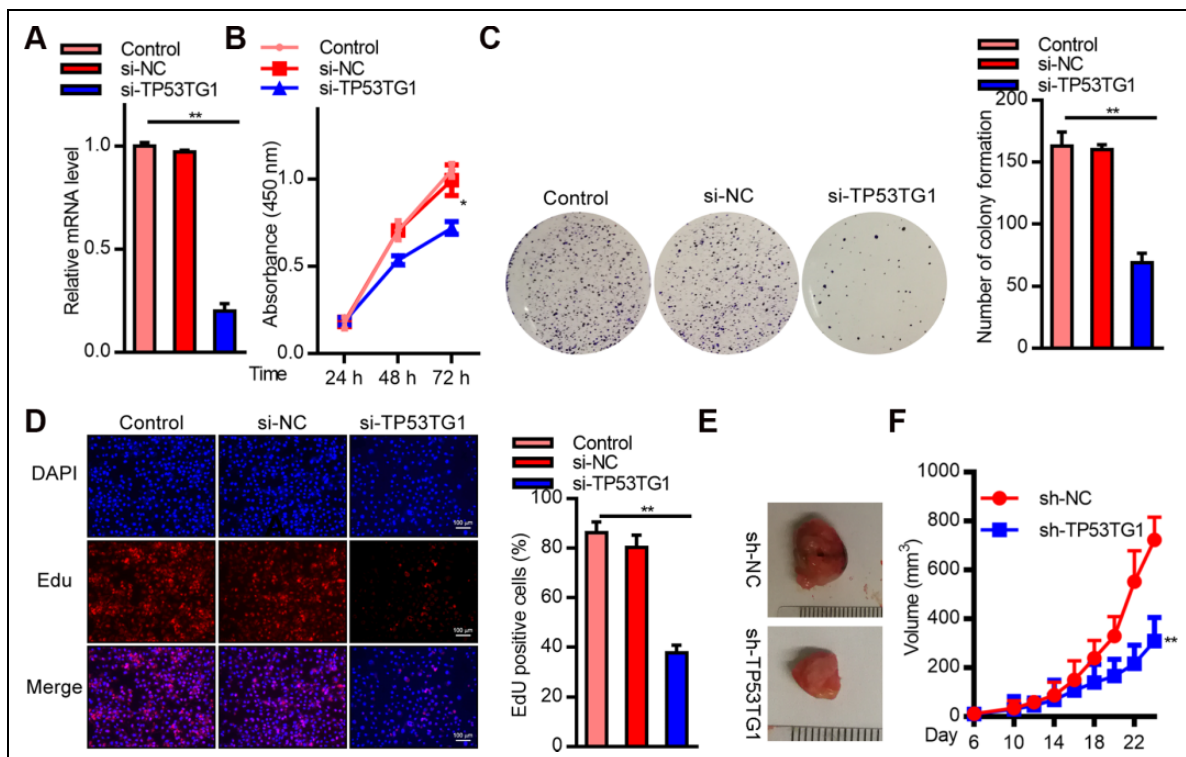 A
Control
si-NC
si-TP53TG1
**
Relative mRNA level
1.0
0.5
0.0
B
Control
si-NC
si-TP53TG1
Absorbance (450 nm)
1.0
0.5
0.0
*
Time
24 h 48 h 72 h
C
Control si-NC si-TP53TG1
Control
si-NC
si-TP53TG1
**
Number of colony formation
200
150
100
50
0
D
Control si-NC si-TP53TG1
DAPI
100 μm
Edu
100 μm
Merge
100 μm
Control
si-NC
si-TP53TG1
**
EdU positive cells (%)
100
80
60
40
20
0
E
sh-NC
sh-TP53TG1
F
sh-NC
sh-TP53TG1
Volume (mm³)
1000
800
600
400
200
0
**
Day
6 10 14 18 22